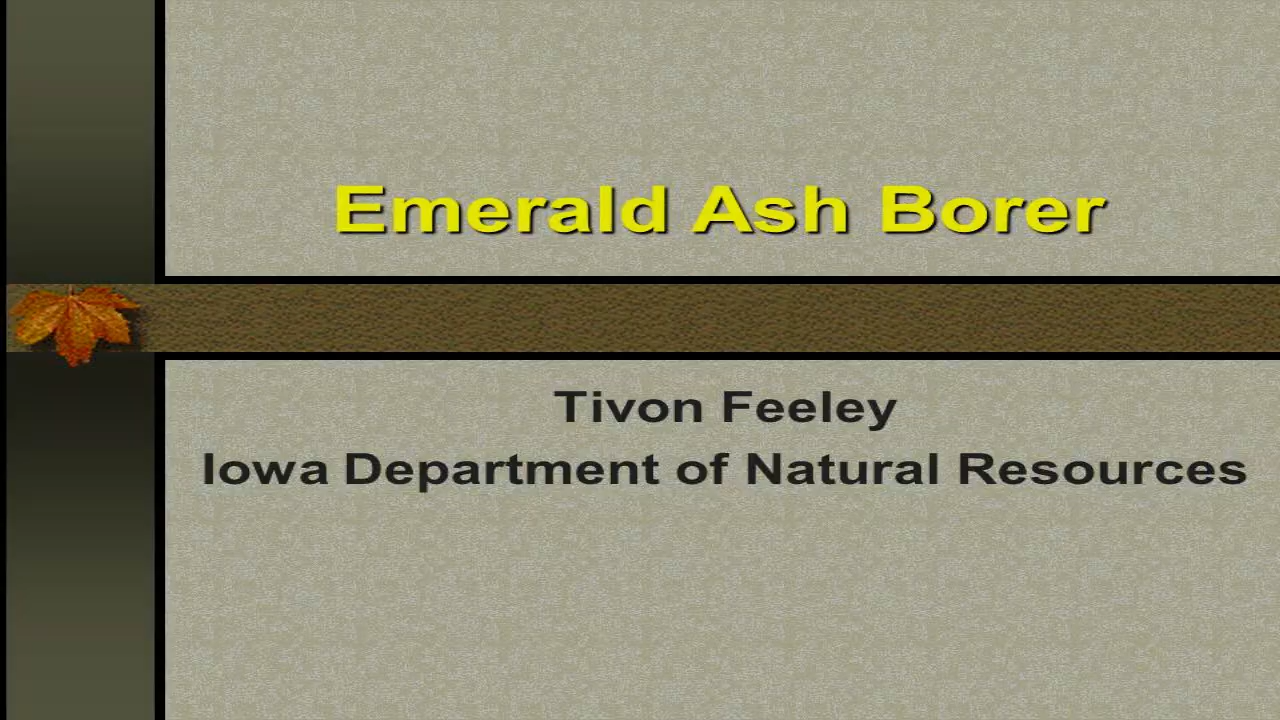 Emerald Ash Borer
Tivon Feeley
Iowa Department of Natural Resources